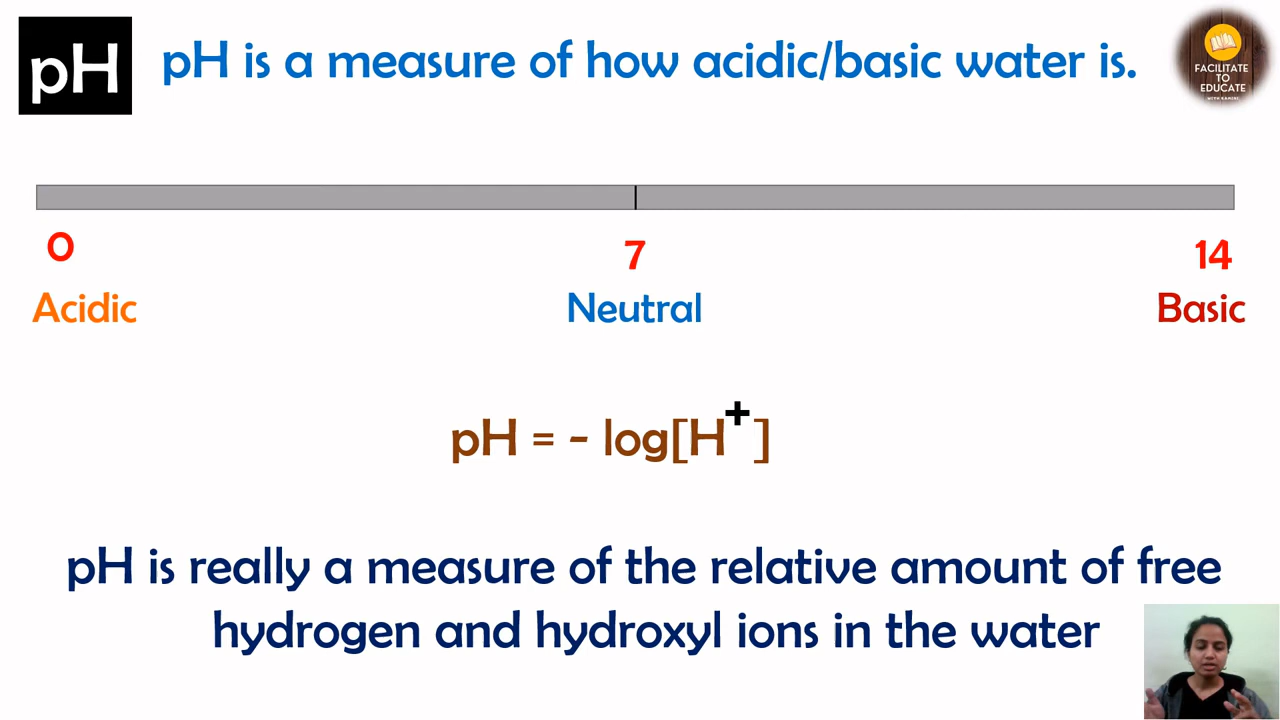 pH
pH is a measure of how acidic/basic water is.
FACILITATE
TO
EDUCATE
WITH RAMIRE
0
7
14
Acidic
Neutral
Basic
pH = - log[H⁺]
pH is really a measure of the relative amount of free
hydrogen and hydroxyl ions in the water